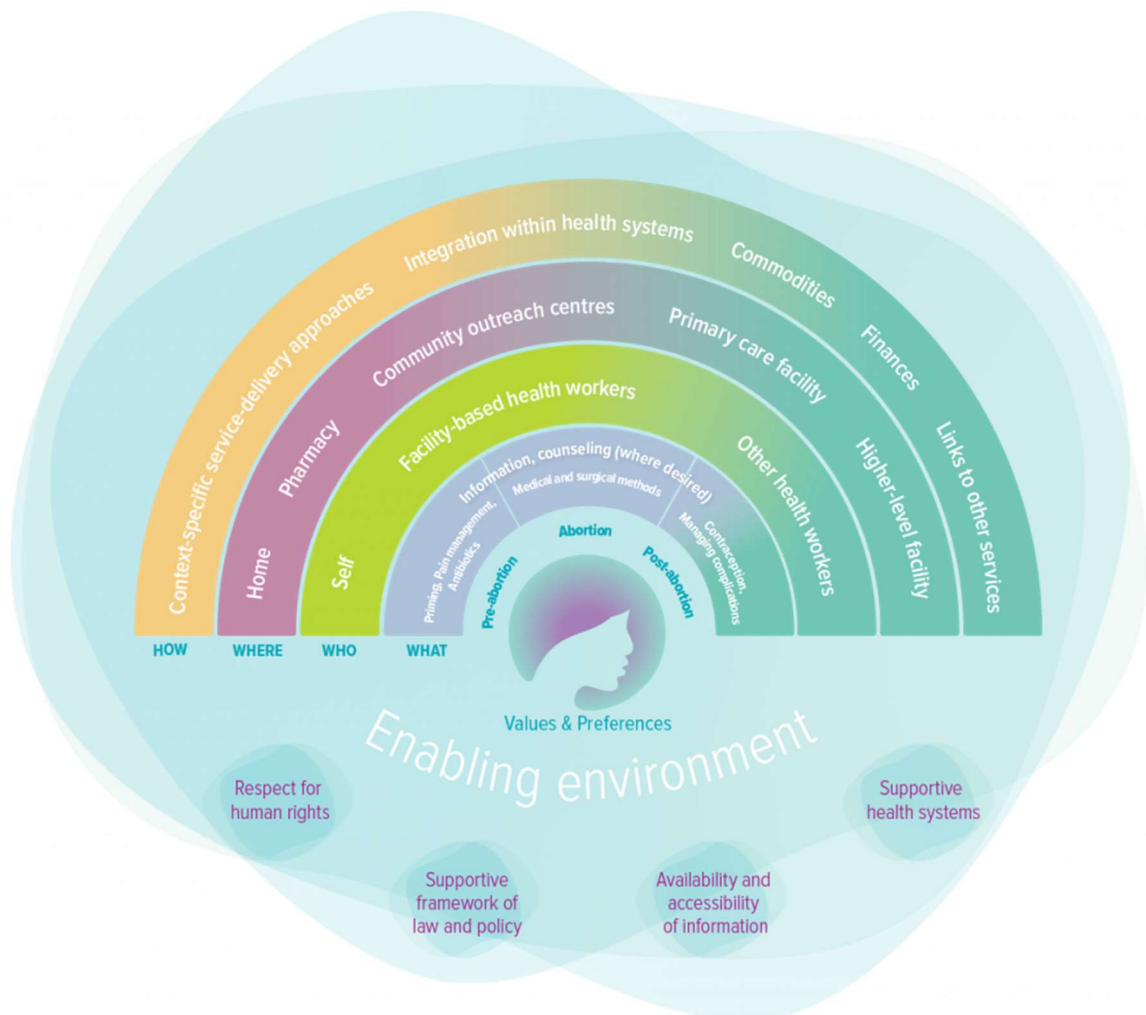 Context-specific service-delivery approaches
Integration within health systems
Commodities
Finances
Links to other services
Home
Pharmacy
Community outreach centres
Primary care facility
Higher-level facility
Self
Facility-based health workers
Other health workers
Information, counseling (where desired)
Priming, Pain management,
Antibiotics
Medical and surgical methods
Contraception,
Managing complications
Pre-abortion
Abortion
Post-abortion
HOW
WHERE
WHO
WHAT
Values & Preferences
Enabling environment
Respect for
human rights
Supportive
framework of
law and policy
Availability and
accessibility
of information
Supportive
health systems